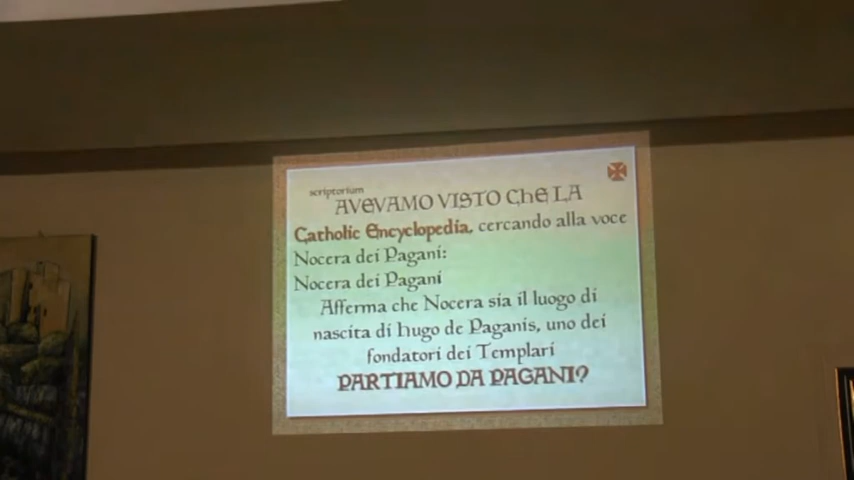 scriptorium
AVEVAMO VISTO Che LA
Catholic Encyclopedia, cercando alla voce
Nocera dei Pagani:
Nocera dei Pagani
Afferma che Nocera sia il luogo di
nascita di Hugo de Paganis, uno dei
fondatori dei Templari
PARTIAMO DA PAGANI?